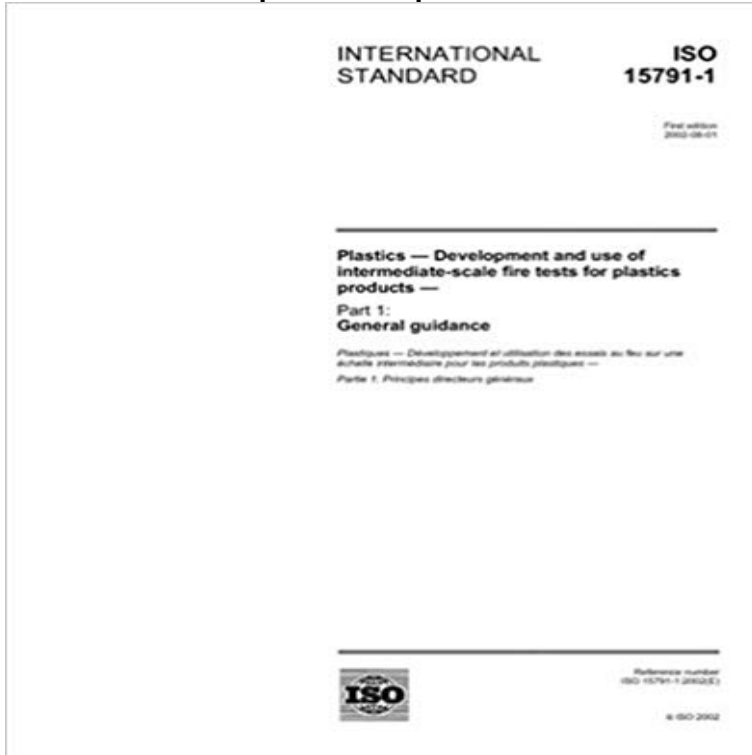 INTERNATIONAL
STANDARD
ISO
15791-1
First edition
2002-08-01
Plastics — Development and use of
intermediate-scale fire tests for plastics
products —
Part 1:
General guidance
Plastiques — Développement et utilisation des essais au feu sur une
échelle intermédiaire pour les produits plastiques —
Partie 1: Principes directeurs généraux
ISO
Reference number
ISO 15791-1:2002(E)
© ISO 2002